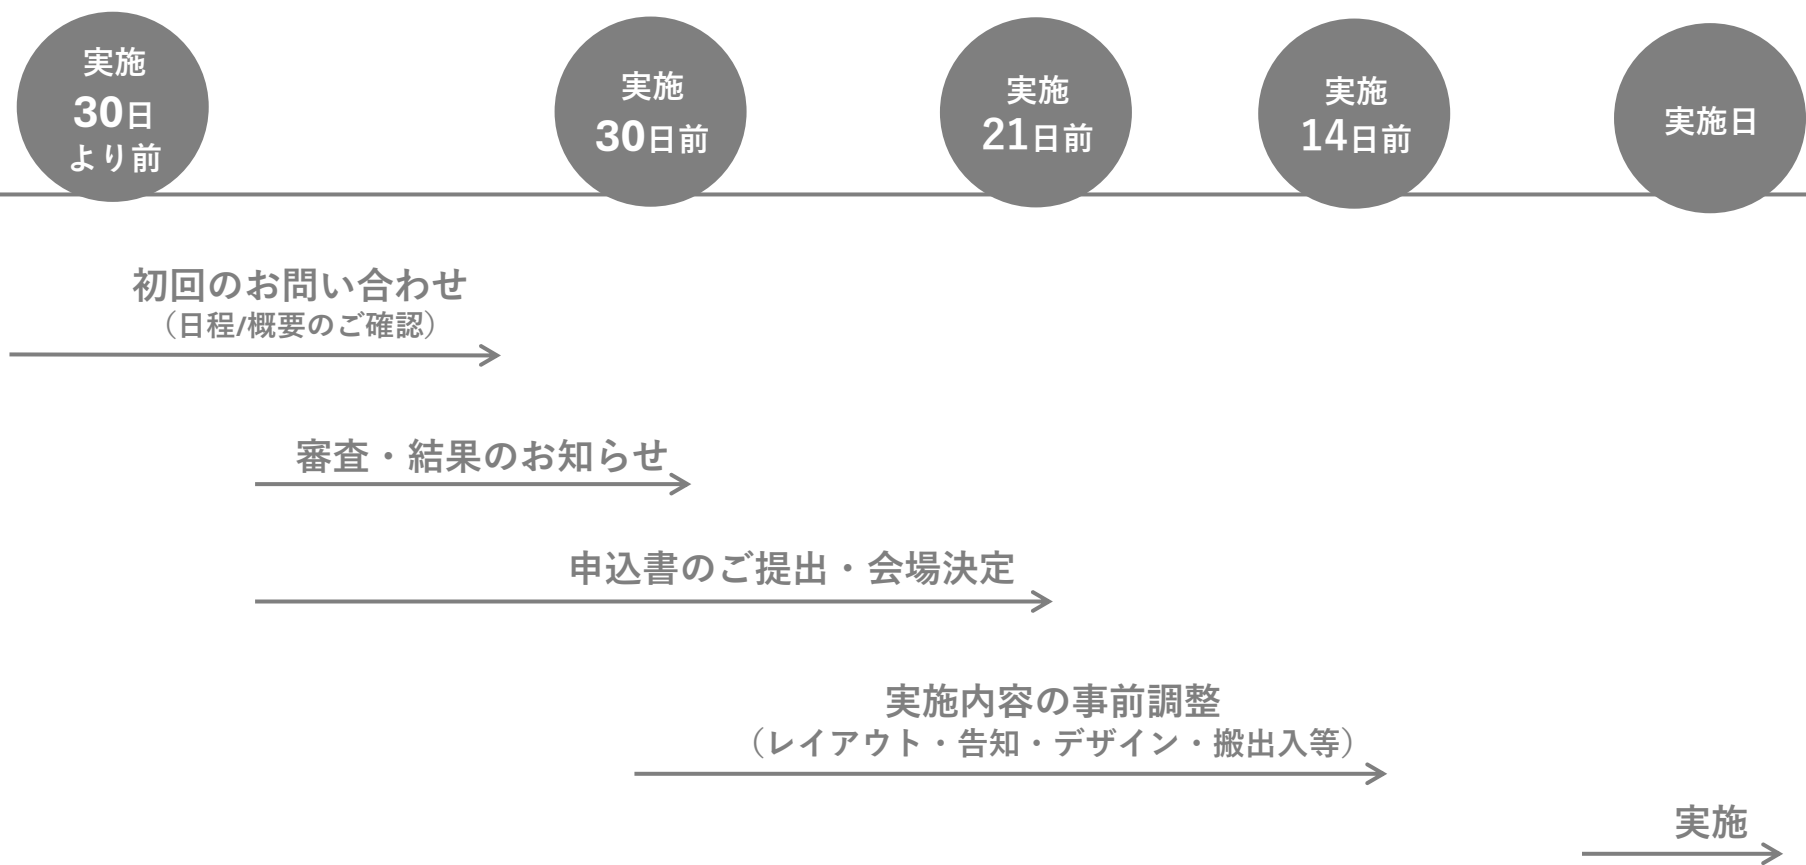 実施
30日
より前
実施
30日前
実施
21日前
実施
14日前
実施日
初回のお問い合わせ
（日程/概要のご確認）
審査・結果のお知らせ
申込書のご提出・会場決定
実施内容の事前調整
（レイアウト・告知・デザイン・搬出入等）
実施